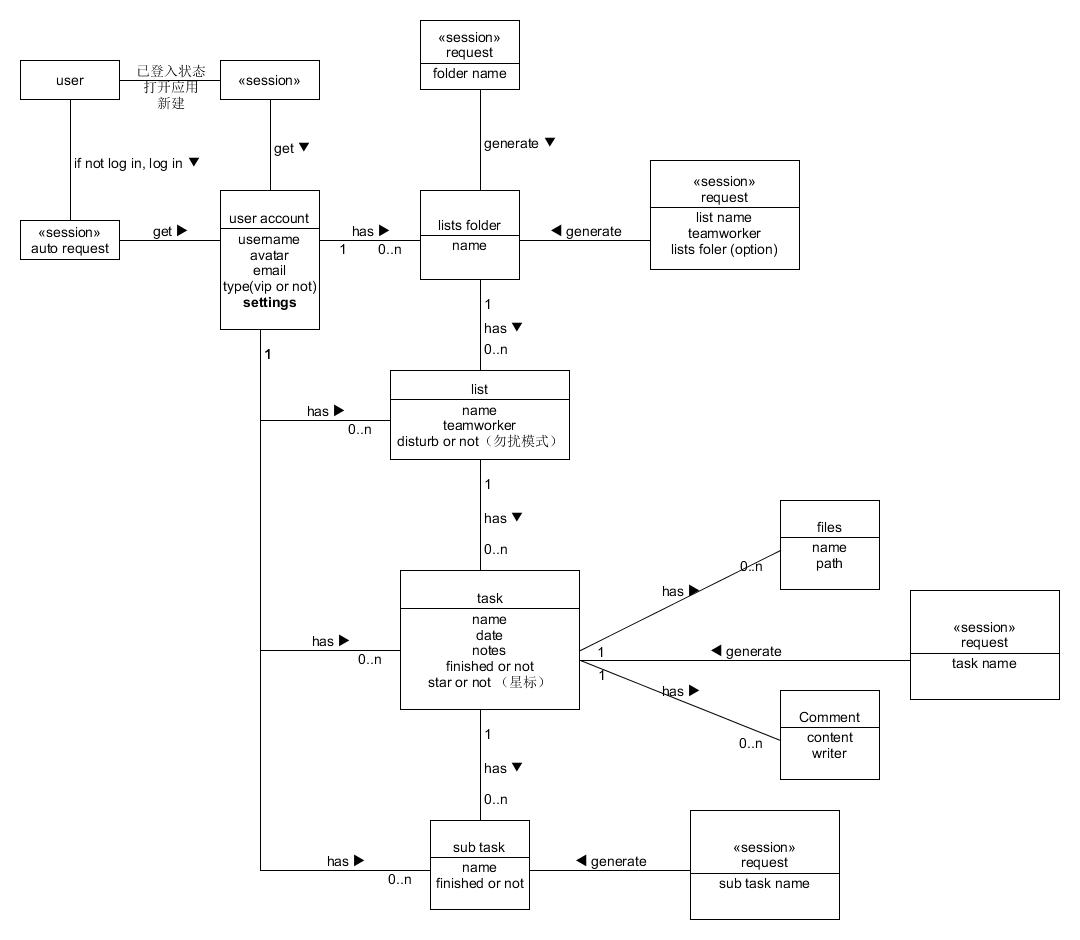 «session»
request
folder name
user
已登入状态
打开应用
新建
«session»
get ▼
generate ▼
if not log in, log in ▼
«session»
request
list name
teamworker
lists foler (option)
«session»
auto request
get ▶
user account
username
avatar
email
type(vip or not)
settings
has ▶
1
0..n
lists folder
name
◀ generate
1
has ▼
0..n
1
has ▶
0..n
list
name
teamworker
disturb or not（勿扰模式）
1
has ▼
0..n
files
name
path
0..n
has ▶
task
name
date
notes
finished or not
star or not （星标）
has ▶
0..n
1
◀ generate
«session»
request
task name
1
has ▶
0..n
Comment
content
writer
1
has ▼
0..n
sub task
name
finished or not
has ▶
0..n
◀ generate
«session»
request
sub task name